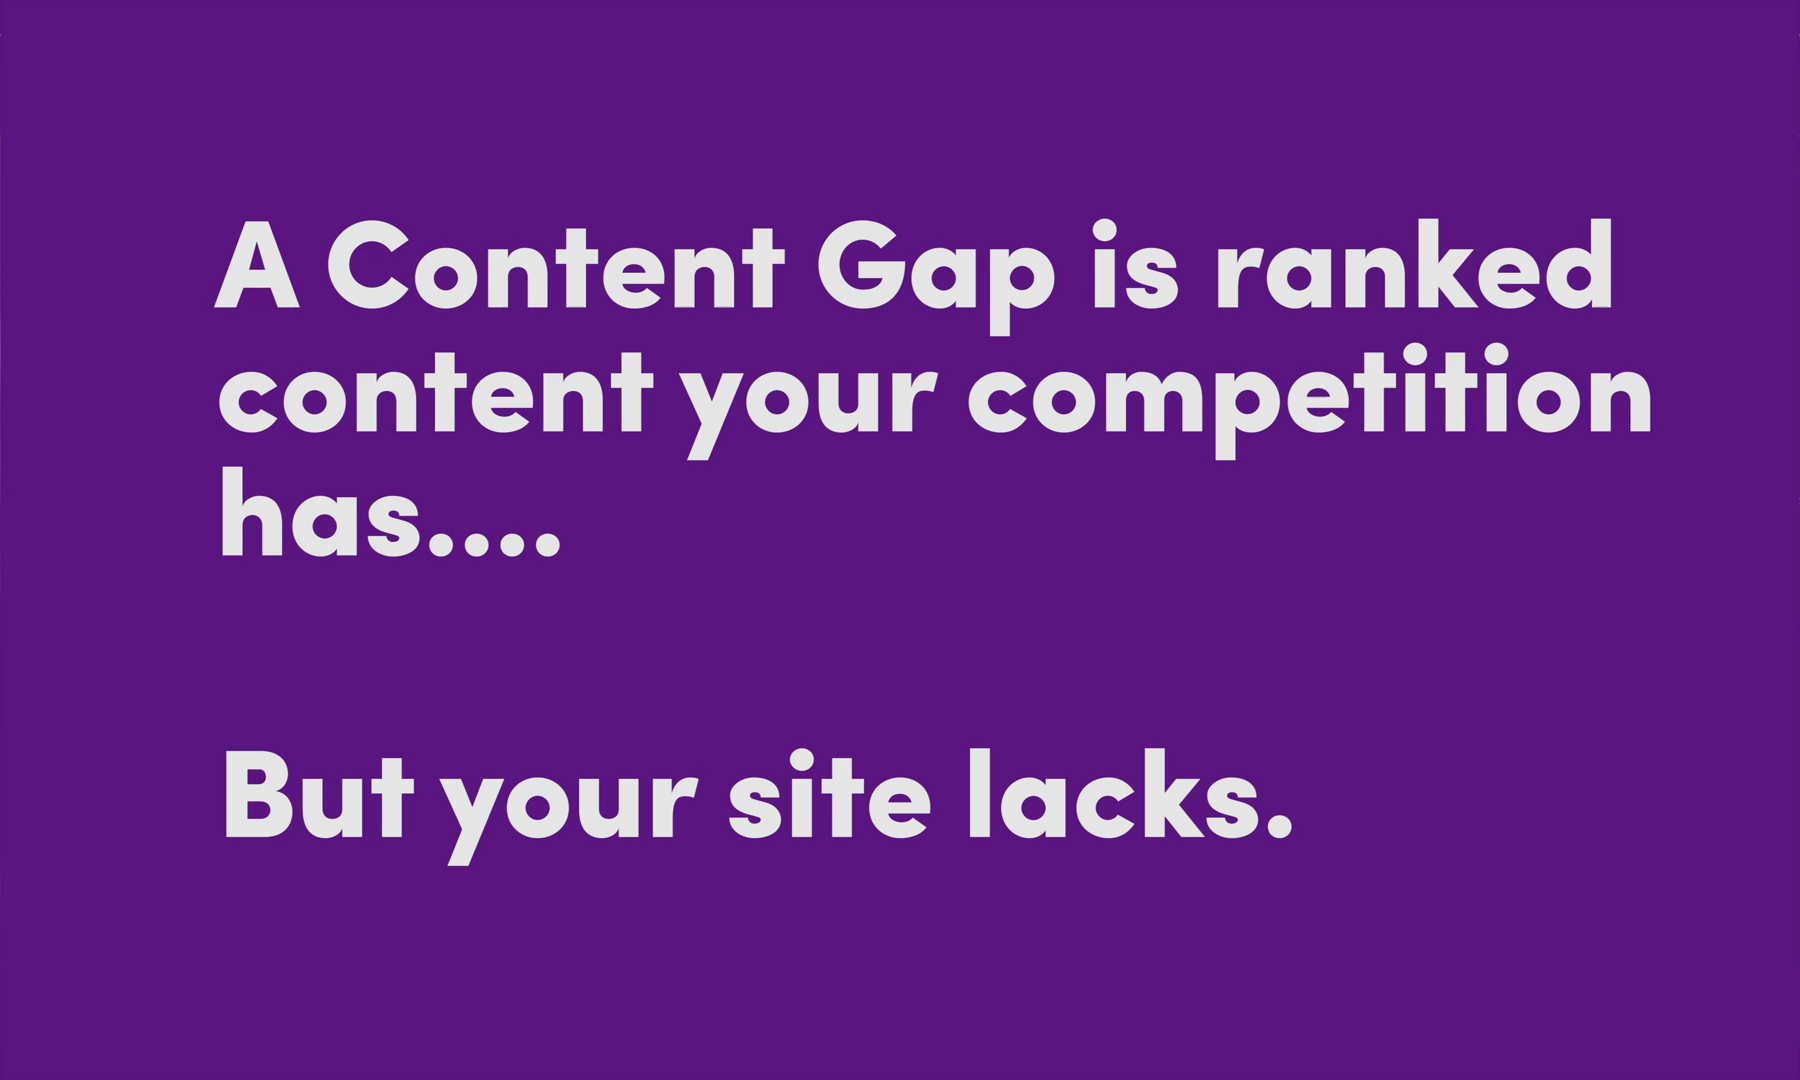 A Content Gap is ranked
content your competition
has....
But your site lacks.